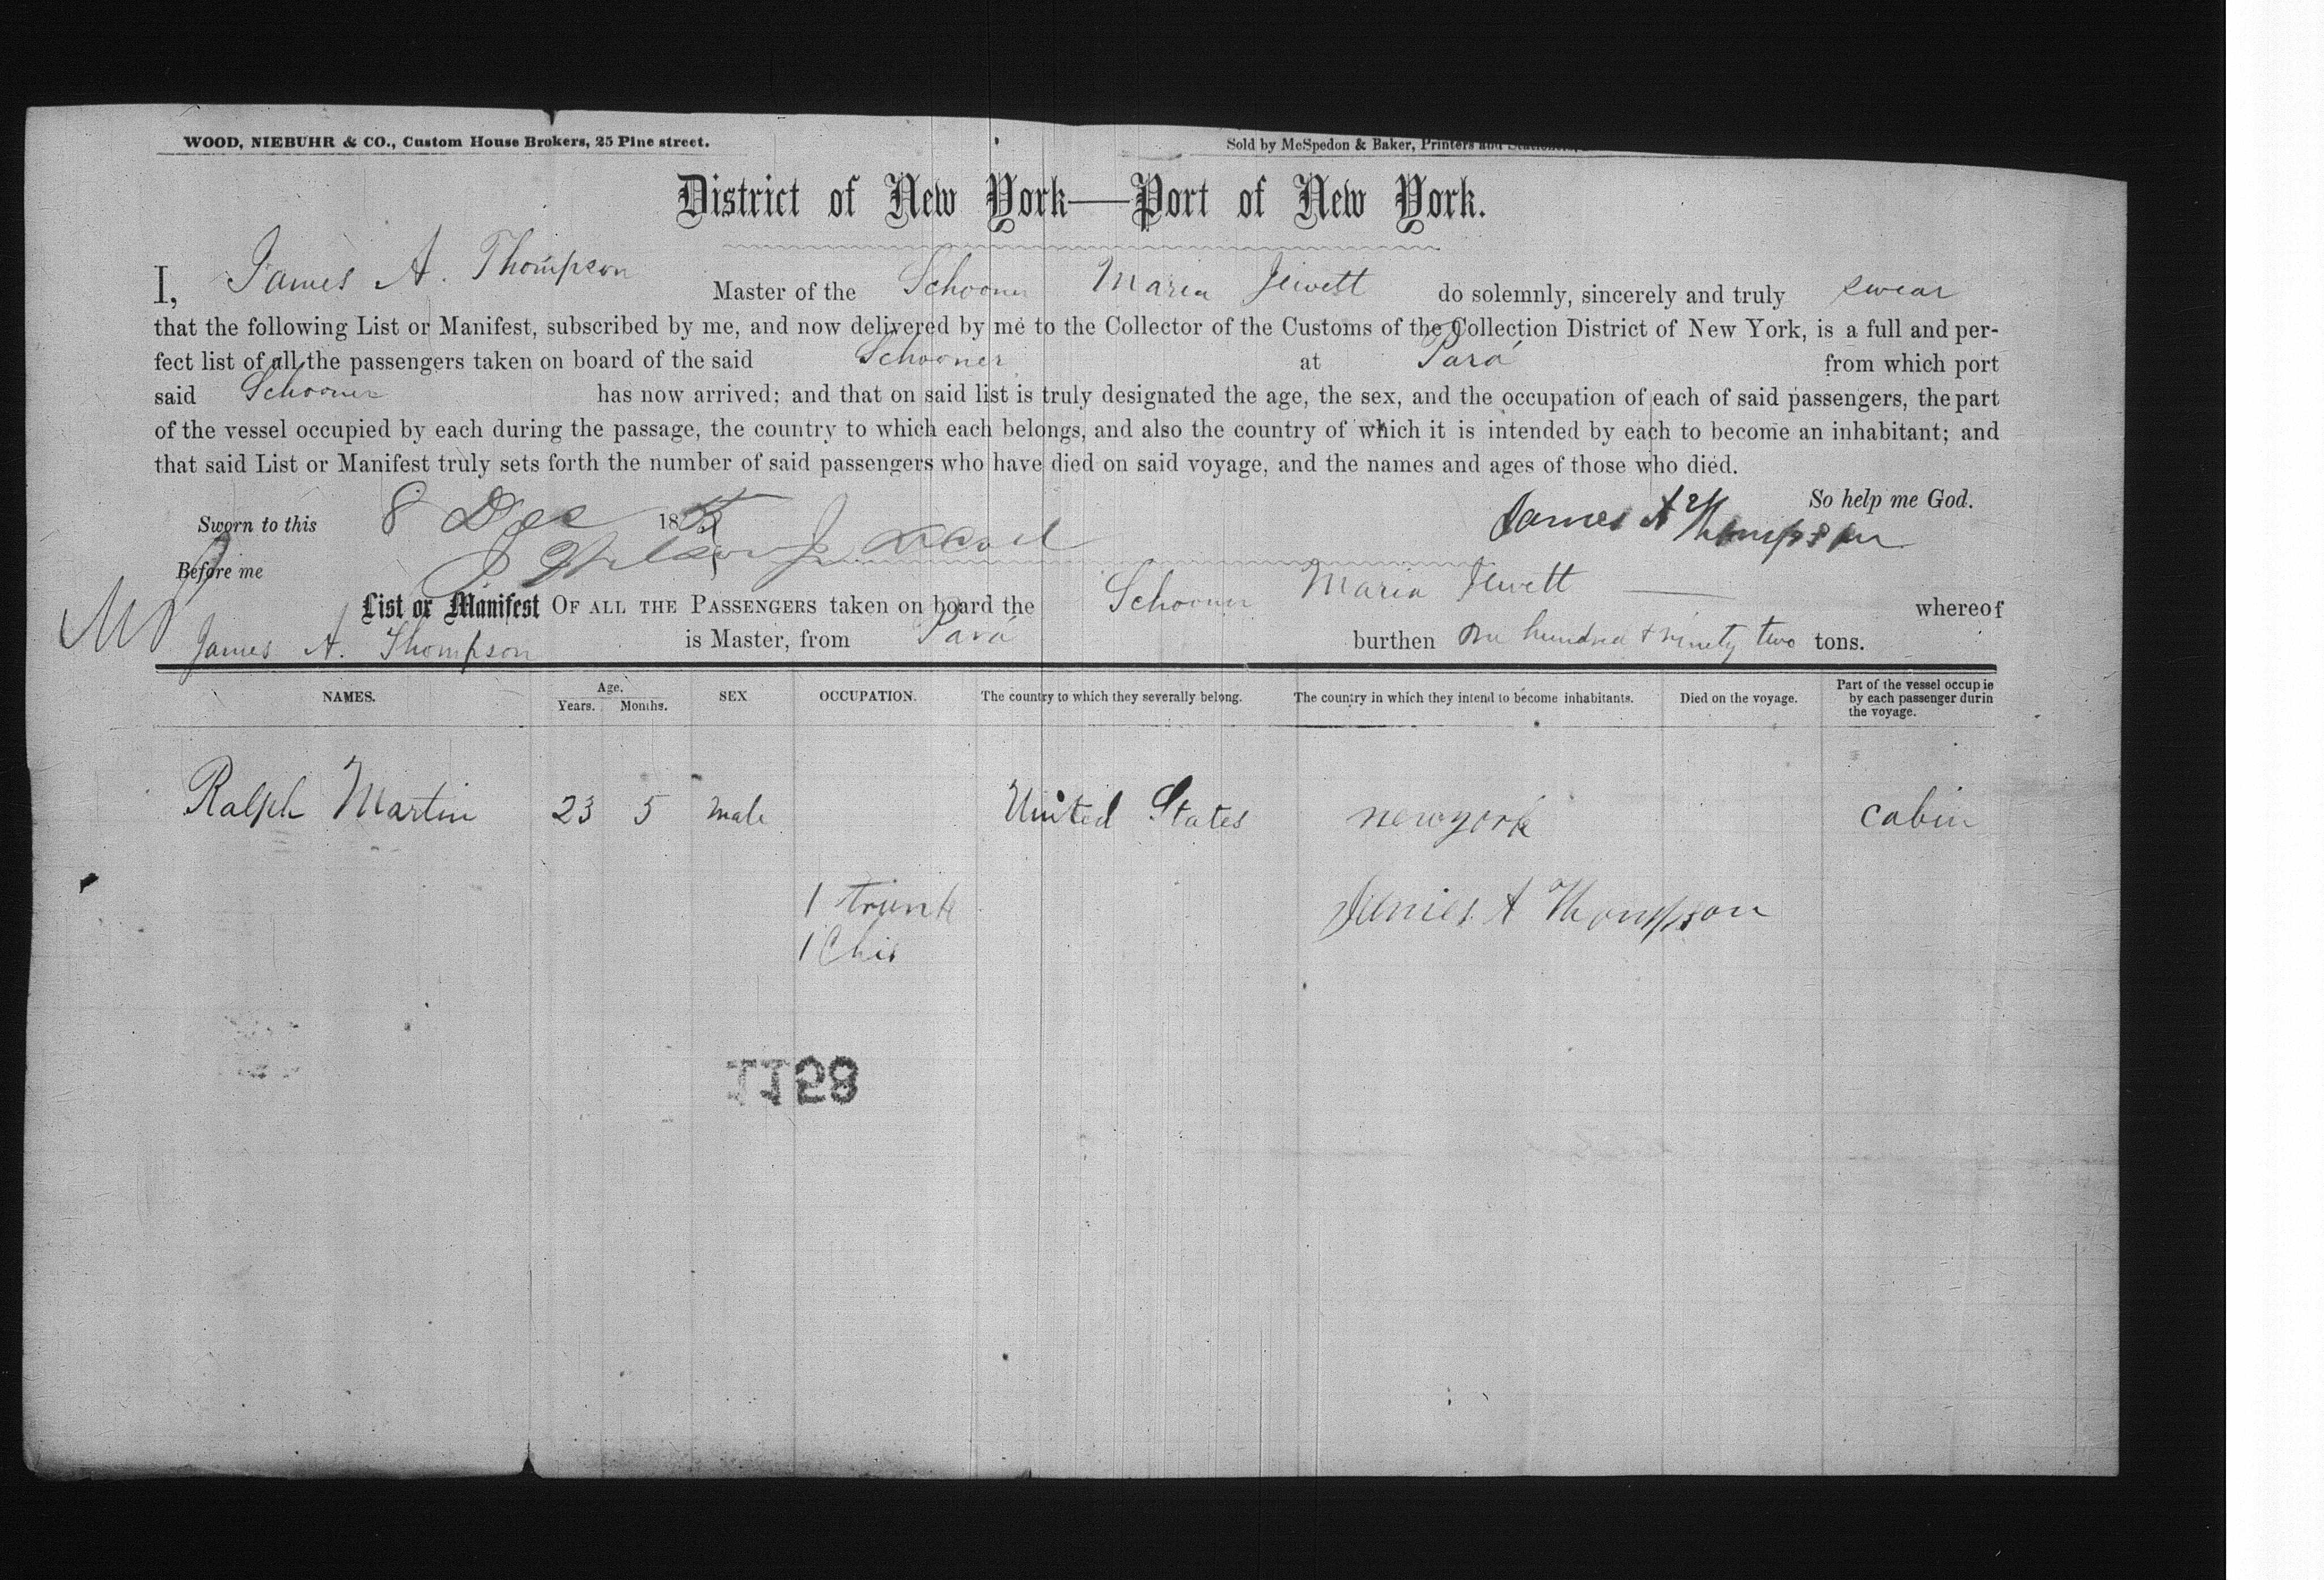 WOOD, NIEBUHR & CO., Custom House Brokers, 25 Pine street.
Sold by McSpedon & Baker, Printers and Stationers,
District of New York—Port of New York.
I, James A. Thompson Master of the Schooner Maria Jewett do solemnly, sincerely and truly swear
that the following List or Manifest, subscribed by me, and now delivered by me to the Collector of the Customs of the Collection District of New York, is a full and per-
fect list of all the passengers taken on board of the said Schooner at Pará from which port
said Schooner has now arrived; and that on said list is truly designated the age, the sex, and the occupation of each of said passengers, the part
of the vessel occupied by each during the passage, the country to which each belongs, and also the country of which it is intended by each to become an inhabitant; and
that said List or Manifest truly sets forth the number of said passengers who have died on said voyage, and the names and ages of those who died.
So help me God.
Sworn to this 8 Dec 18
James A Thompson
Before me
List or Manifest OF ALL THE PASSENGERS taken on board the Schooner Maria Jewett whereof
James A. Thompson is Master, from Pará burthen One hundred & ninety two tons.
NAMES. Age. Years. Months. SEX OCCUPATION. The country to which they severally belong. The country in which they intend to become inhabitants. Died on the voyage. Part of the vessel occupie by each passenger durin the voyage.
Ralph Martin 23 5 male United States newyork cabin
1 trunk
James A Thompson
1 Chis